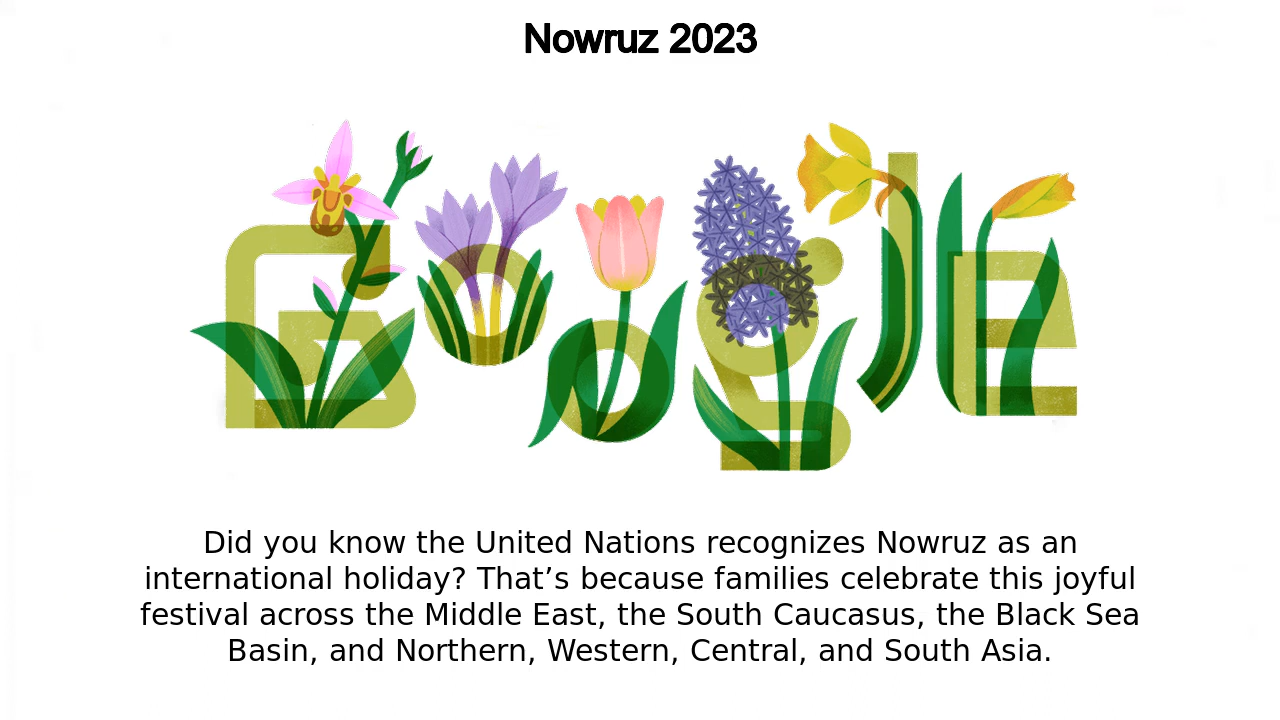 Nowruz 2023
Google
Did you know the United Nations recognizes Nowruz as an
international holiday? That’s because families celebrate this joyful
festival across the Middle East, the South Caucasus, the Black Sea
Basin, and Northern, Western, Central, and South Asia.